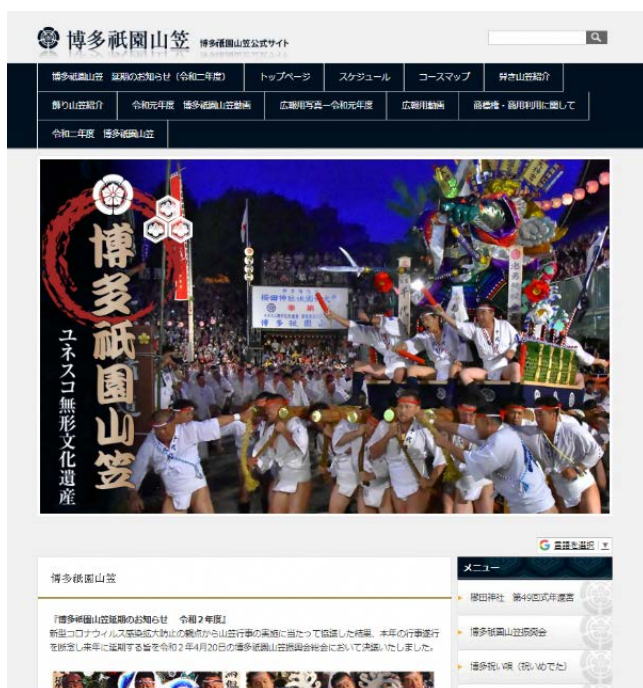 博多祇園山笠 博多祇園山笠公式サイト
博多祇園山笠 延期のお知らせ(令和二年度)
トップページ
スケジュール
コースマップ
舁き山笠紹介
飾り山笠紹介
令和元年度 博多祇園山笠動画
広報用写真ー令和元年度
広報用動画
商標権・商用利用に関して
令和二年度 博多祇園山笠
博多祇園山笠
ユネスコ無形文化遺産
奉
博多祇園山
G 言語を選択 ▼
博多祇園山笠
『博多祇園山笠延期のお知らせ 令和2年度』
新型コロナウィルス感染拡大防止の観点から山笠行事の実施に当たって協議した結果、本年の行事遂行
を断念し来年に延期する旨を令和2年4月20日の博多祇園山笠振興会総会において決議いたしました。
メニュー
櫛田神社 第49回式年遷宮
博多祇園山笠振興会
博多祝い唄(祝いめでた)